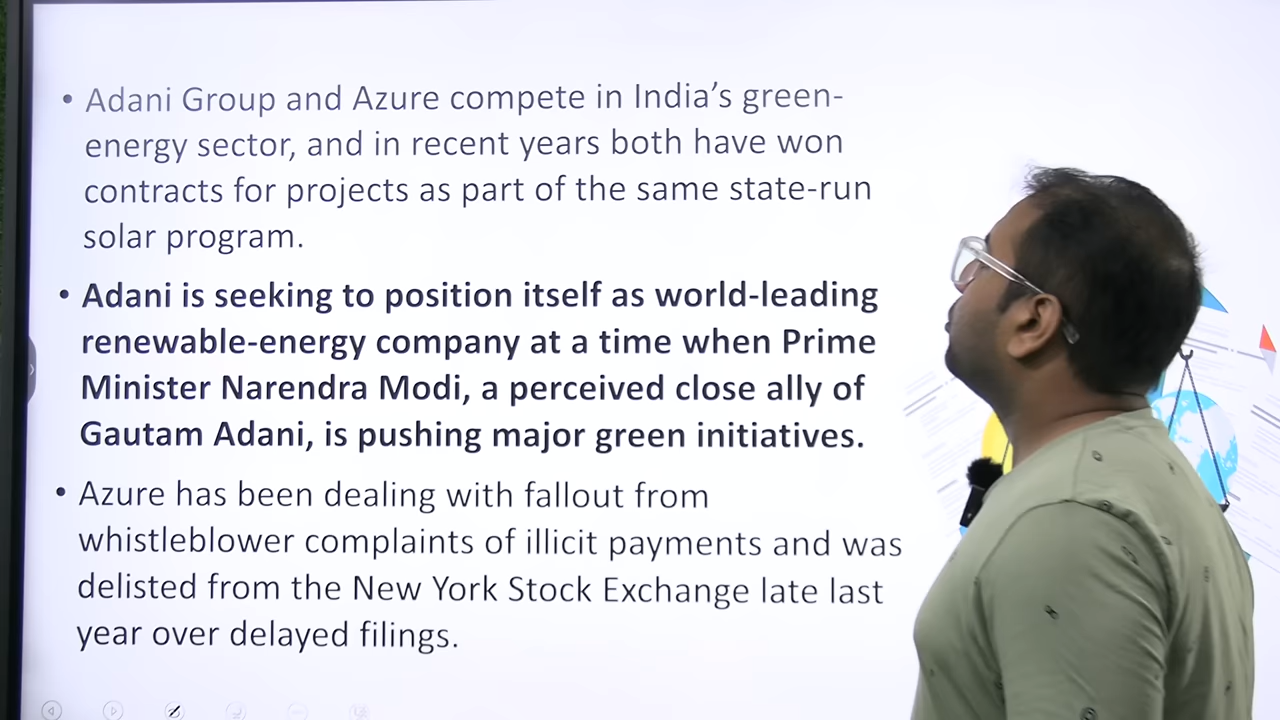 • Adani Group and Azure compete in India’s green-
energy sector, and in recent years both have won
contracts for projects as part of the same state-run
solar program.
• Adani is seeking to position itself as world-leading
renewable-energy company at a time when Prime
Minister Narendra Modi, a perceived close ally of
Gautam Adani, is pushing major green initiatives.
• Azure has been dealing with fallout from
whistleblower complaints of illicit payments and was
delisted from the New York Stock Exchange late last
year over delayed filings.